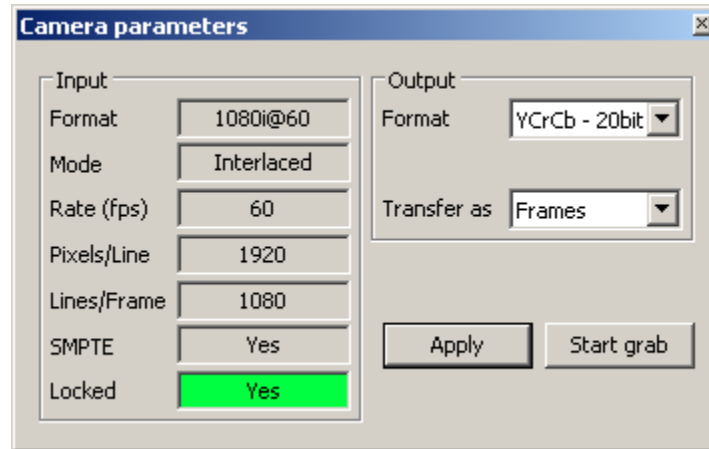 Camera parameters
Input
Format 1080i@60
Mode Interlaced
Rate (fps) 60
Pixels/Line 1920
Lines/Frame 1080
SMPTE Yes
Locked Yes
Output
Format YCrCb - 20bit
Transfer as Frames
Apply Start grab